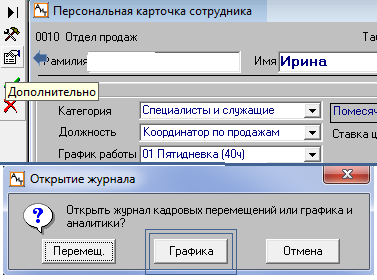 Персональная карточка сотрудника
0010 Отдел продаж
Та
Фамилия
Имя Ирина
Дополнительно
Категория Специалисты и служащие Помесяч
Должность Координатор по продажам Ставка ц
График работы 01 Пятидневка (40ч)
Открытие журнала
Открыть журнал кадровых перемещений или графика и
аналитики?
Перемещ. Графика Отмена